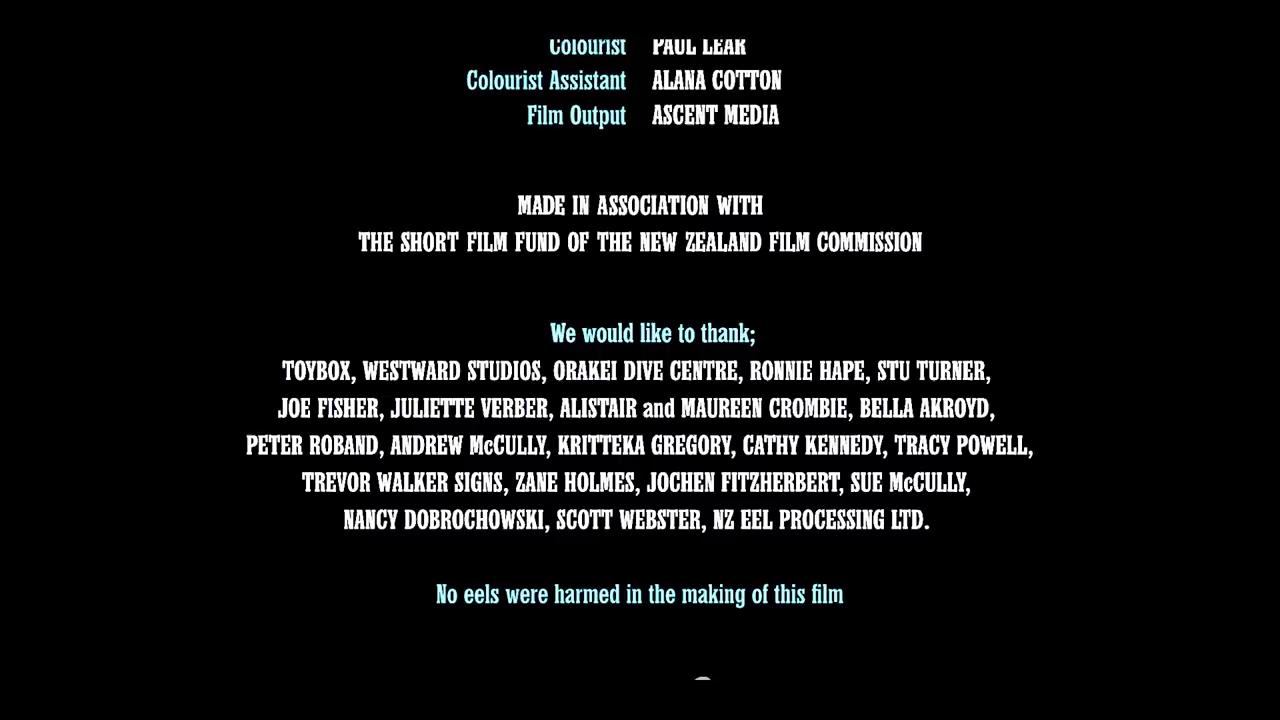 Colourist PAUL LEAR
Colourist Assistant ALANA COTTON
Film Output ASCENT MEDIA
MADE IN ASSOCIATION WITH
THE SHORT FILM FUND OF THE NEW ZEALAND FILM COMMISSION
We would like to thank;
TOYBOX, WESTWARD STUDIOS, ORAKEI DIVE CENTRE, RONNIE HAPE, STU TURNER,
JOE FISHER, JULIETTE VERBER, ALISTAIR and MAUREEN CROMBIE, BELLA AKROYD,
PETER ROBAND, ANDREW McCULLY, KRITTEKA GREGORY, CATHY KENNEDY, TRACY POWELL,
TREVOR WALKER SIGNS, ZANE HOLMES, JOCHEN FITZHERBERT, SUE McCULLY,
NANCY DOBROCHOWSKI, SCOTT WEBSTER, NZ EEL PROCESSING LTD.
No eels were harmed in the making of this film